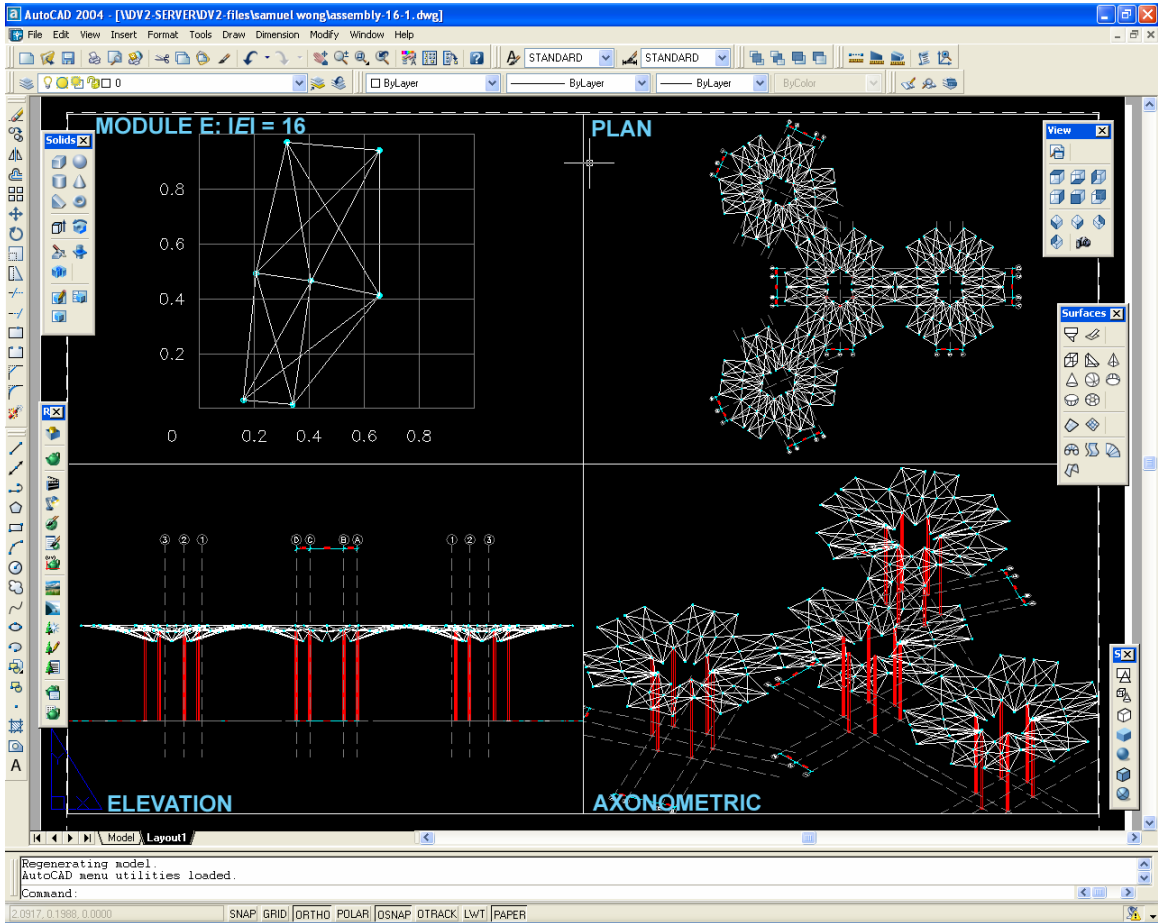 AutoCAD 2004 - [\\DV2-SERVER\DV2-files\samuel wong\assembly-16-1.dwg]
File Edit View Insert Format Tools Draw Dimension Modify Window Help
STANDARD STANDARD
0 ByLayer ByLayer ByLayer ByColor
MODULE E: |E| = 16
PLAN
Solids
View
0.8
0.6
0.4
0.2
0 0.2 0.4 0.6 0.8
Surfaces
R
3 2 1 D C B A 1 2 3
S
ELEVATION
AXONOMETRIC
Model Layout1
Regenerating model.
AutoCAD menu utilities loaded.
Command:
2.0917, 0.1988, 0.0000 SNAP GRID ORTHO POLAR OSNAP OTRACK LWT PAPER